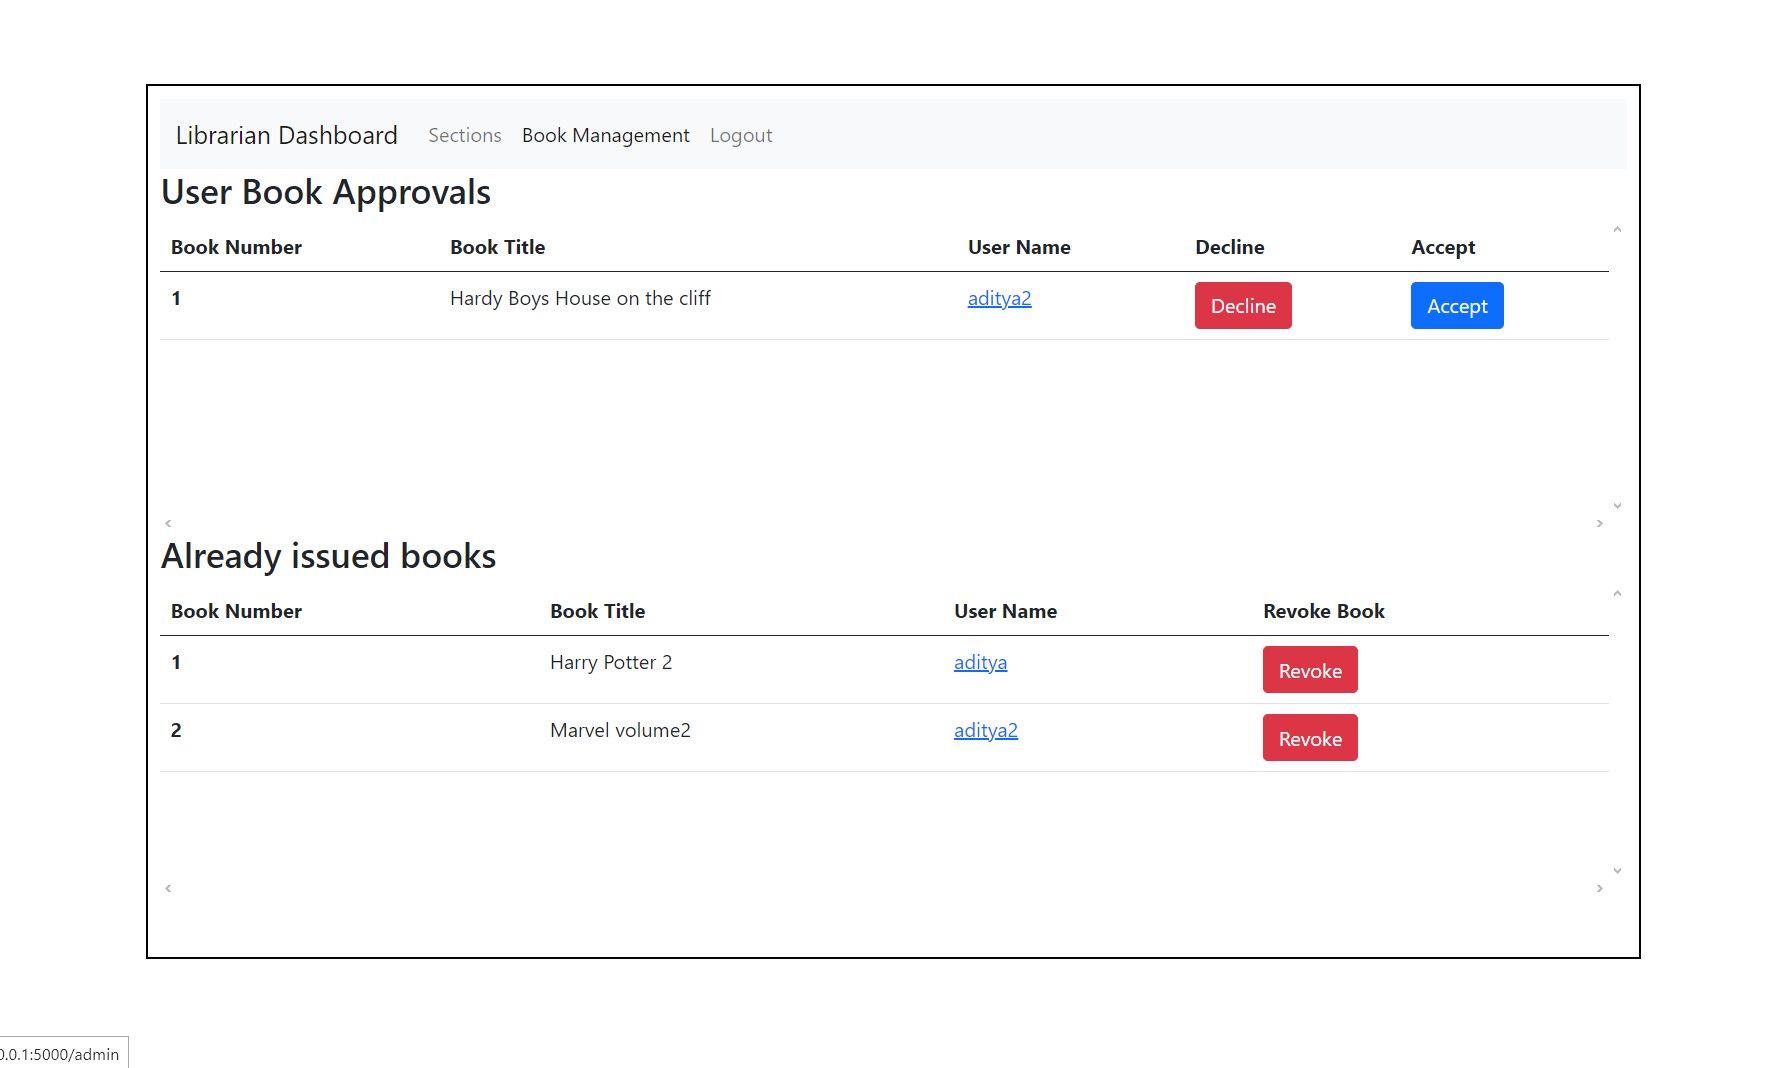 Librarian Dashboard Sections Book Management Logout
User Book Approvals
Book Number Book Title User Name Decline Accept
1 Hardy Boys House on the cliff aditya2 Decline Accept
Already issued books
Book Number Book Title User Name Revoke Book
1 Harry Potter 2 aditya Revoke
2 Marvel volume2 aditya2 Revoke
0.0.1:5000/admin